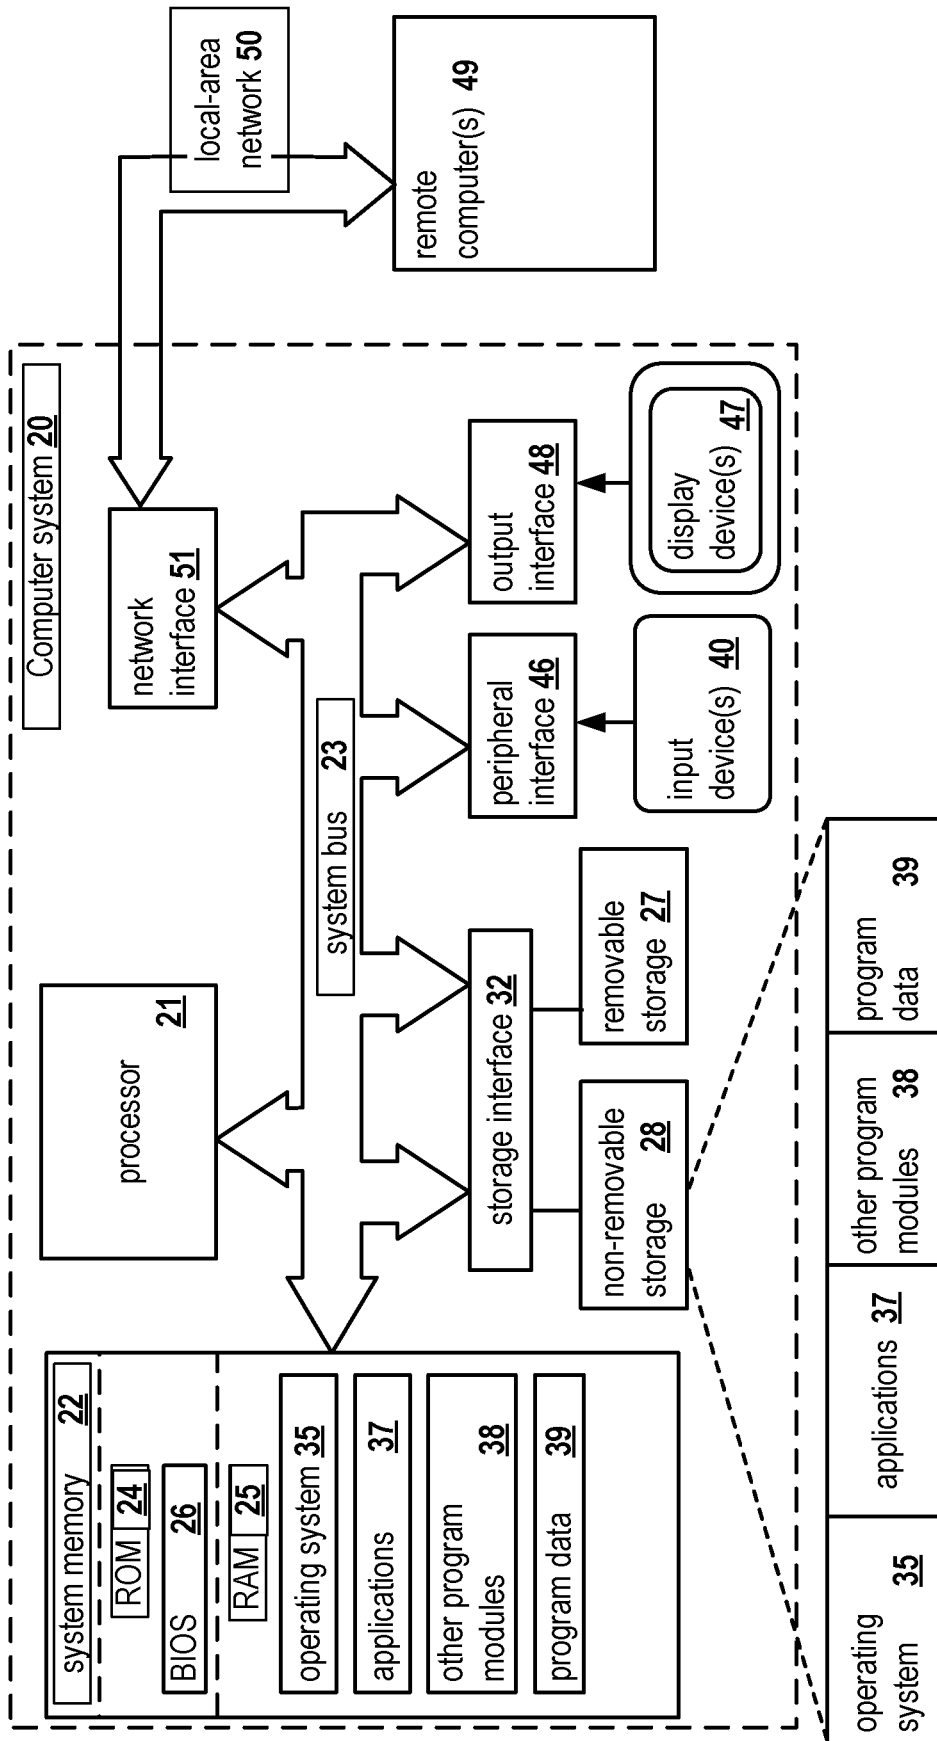 Computer system 20
system memory 22
ROM 24
BIOS 26
RAM 25
operating system 35
applications 37
other program
modules 38
program data 39
processor
21
system bus 23
network
interface 51
local-area
network 50
remote
computer(s) 49
storage interface 32
non-removable
storage 28
removable
storage 27
peripheral
interface 46
output
interface 48
input
device(s) 40
display
device(s) 47
operating
system 35
applications 37
other program
modules 38
program
data 39